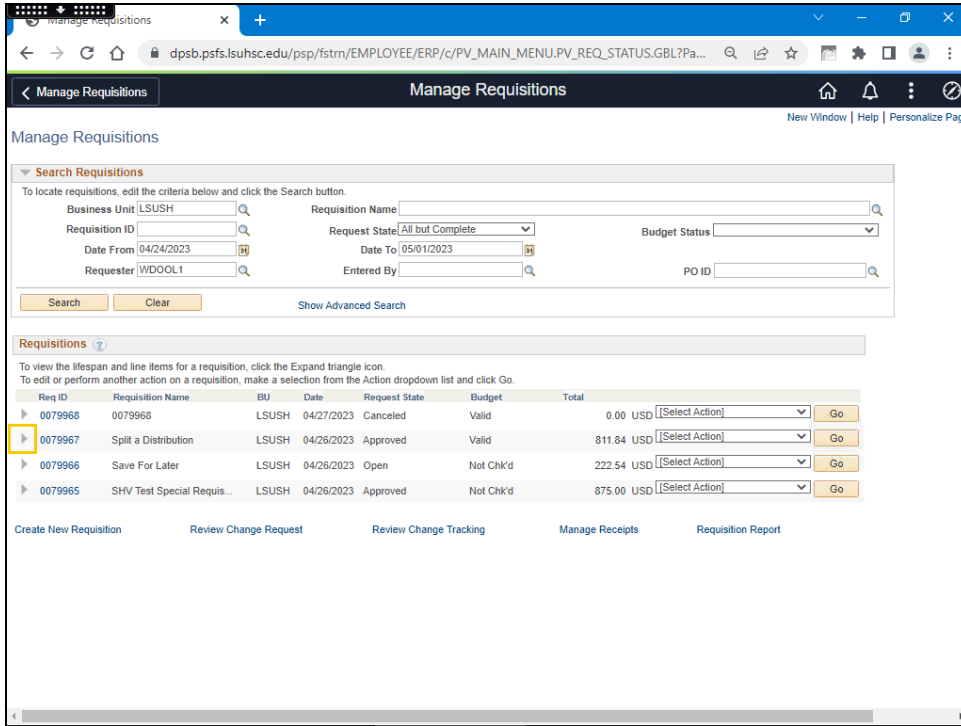 Manage Requisitions
dpsb.psfs.lsuhsc.edu/psp/fstrn/EMPLOYEE/ERP/c/PV_MAIN_MENU.PV_REQ_STATUS.GBL?Pa...
Manage Requisitions Manage Requisitions
New Window | Help | Personalize Pag
Manage Requisitions
Search Requisitions
To locate requisitions, edit the criteria below and click the Search button.
Business Unit LSUSH Requisition Name
Requisition ID Request State All but Complete Budget Status
Date From 04/24/2023 Date To 05/01/2023
Requester WDOOL1 Entered By PO ID
Search Clear Show Advanced Search
Requisitions ?
To view the lifespan and line items for a requisition, click the Expand triangle icon.
To edit or perform another action on a requisition, make a selection from the Action dropdown list and click Go.
Req ID Requisition Name BU Date Request State Budget Total
0079968 0079968 LSUSH 04/27/2023 Canceled Valid 0.00 USD [Select Action] Go
0079967 Split a Distribution LSUSH 04/26/2023 Approved Valid 811.84 USD [Select Action] Go
0079966 Save For Later LSUSH 04/26/2023 Open Not Chk'd 222.54 USD [Select Action] Go
0079965 SHV Test Special Requis... LSUSH 04/26/2023 Approved Not Chk'd 875.00 USD [Select Action] Go
Create New Requisition Review Change Request Review Change Tracking Manage Receipts Requisition Report